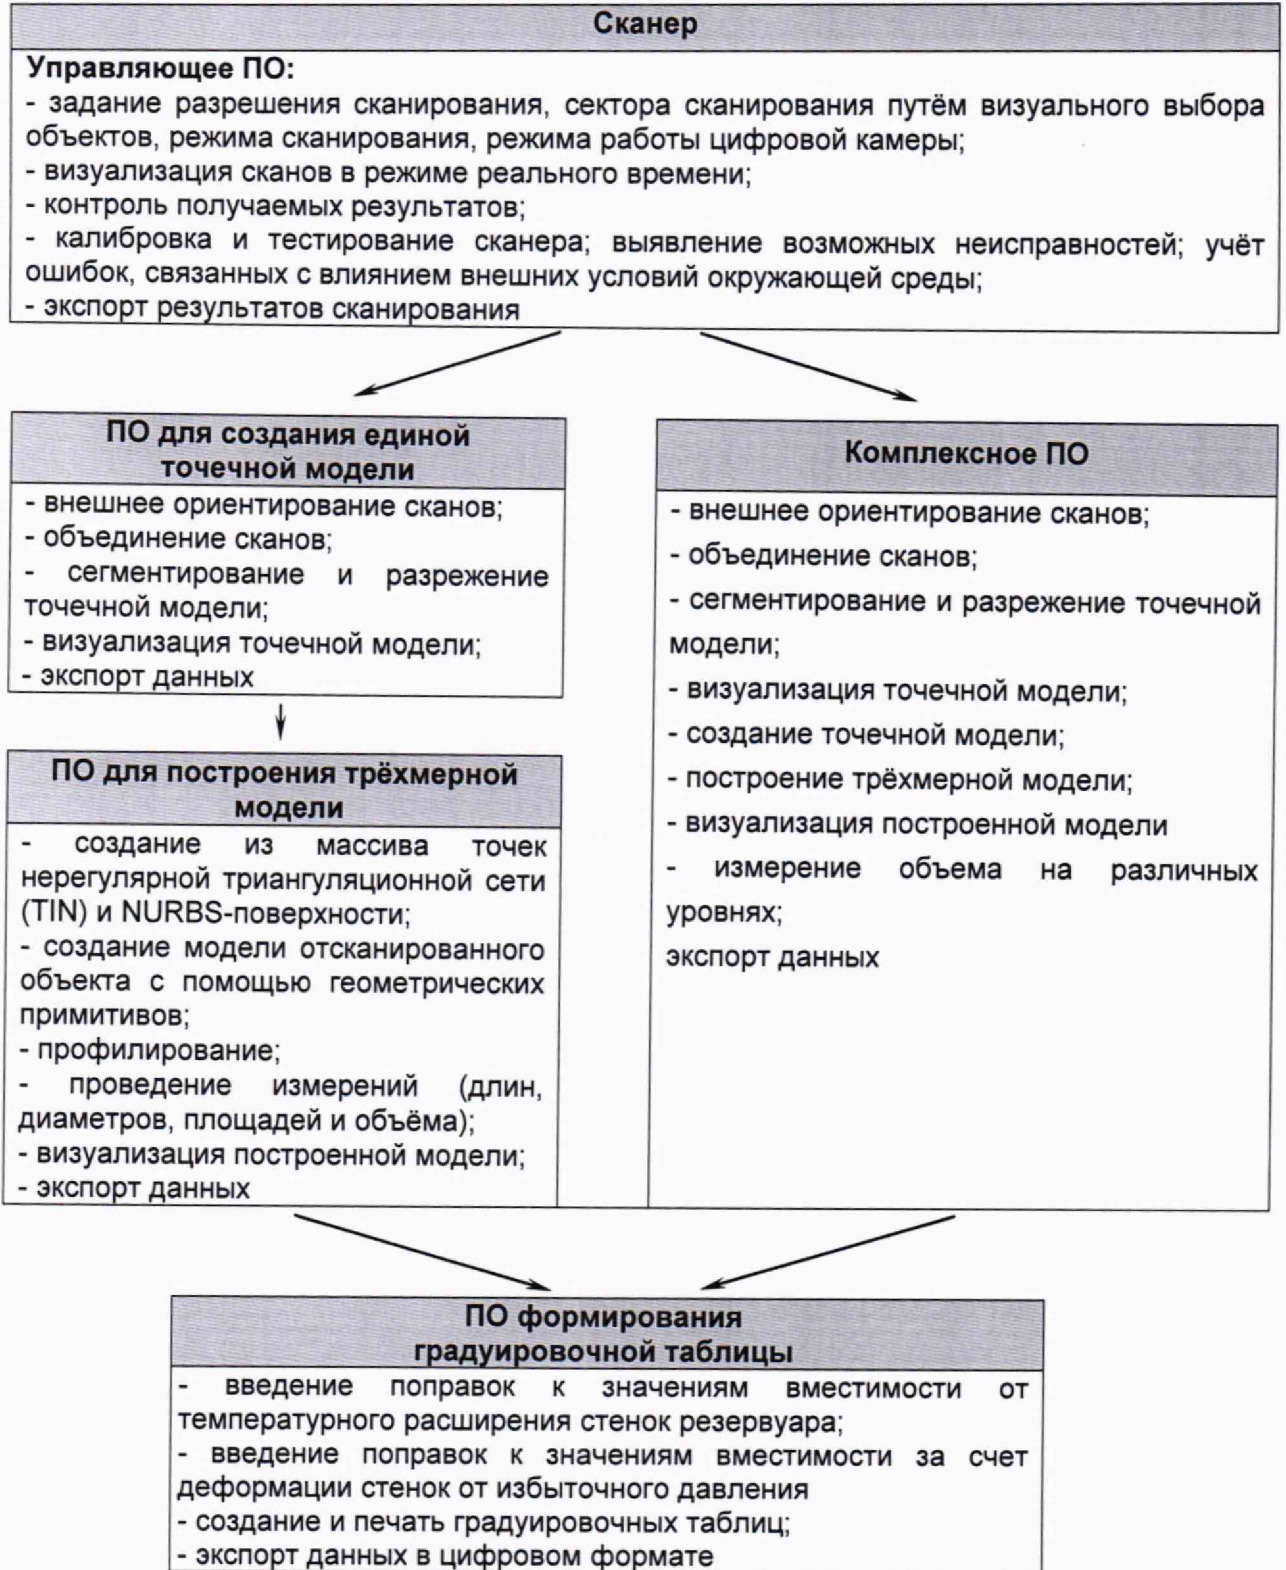 Сканер
Управляющее ПО:
- задание разрешения сканирования, сектора сканирования путём визуального выбора
объектов, режима сканирования, режима работы цифровой камеры;
- визуализация сканов в режиме реального времени;
- контроль получаемых результатов;
- калибровка и тестирование сканера; выявление возможных неисправностей; учёт
ошибок, связанных с влиянием внешних условий окружающей среды;
- экспорт результатов сканирования
ПО для создания единой
точечной модели
- внешнее ориентирование сканов;
- объединение сканов;
- сегментирование и разрежение
точечной модели;
- визуализация точечной модели;
- экспорт данных
ПО для построения трёхмерной
модели
- создание из массива точек
нерегулярной триангуляционной сети
(TIN) и NURBS-поверхности;
- создание модели отсканированного
объекта с помощью геометрических
примитивов;
- профилирование;
- проведение измерений (длин,
диаметров, площадей и объёма);
- визуализация построенной модели;
- экспорт данных
Комплексное ПО
- внешнее ориентирование сканов;
- объединение сканов;
- сегментирование и разрежение точечной
модели;
- визуализация точечной модели;
- создание точечной модели;
- построение трёхмерной модели;
- визуализация построенной модели
- измерение объема на различных
уровнях;
экспорт данных
ПО формирования
градуировочной таблицы
- введение поправок к значениям вместимости от
температурного расширения стенок резервуара;
- введение поправок к значениям вместимости за счет
деформации стенок от избыточного давления
- создание и печать градуировочных таблиц;
- экспорт данных в цифровом формате